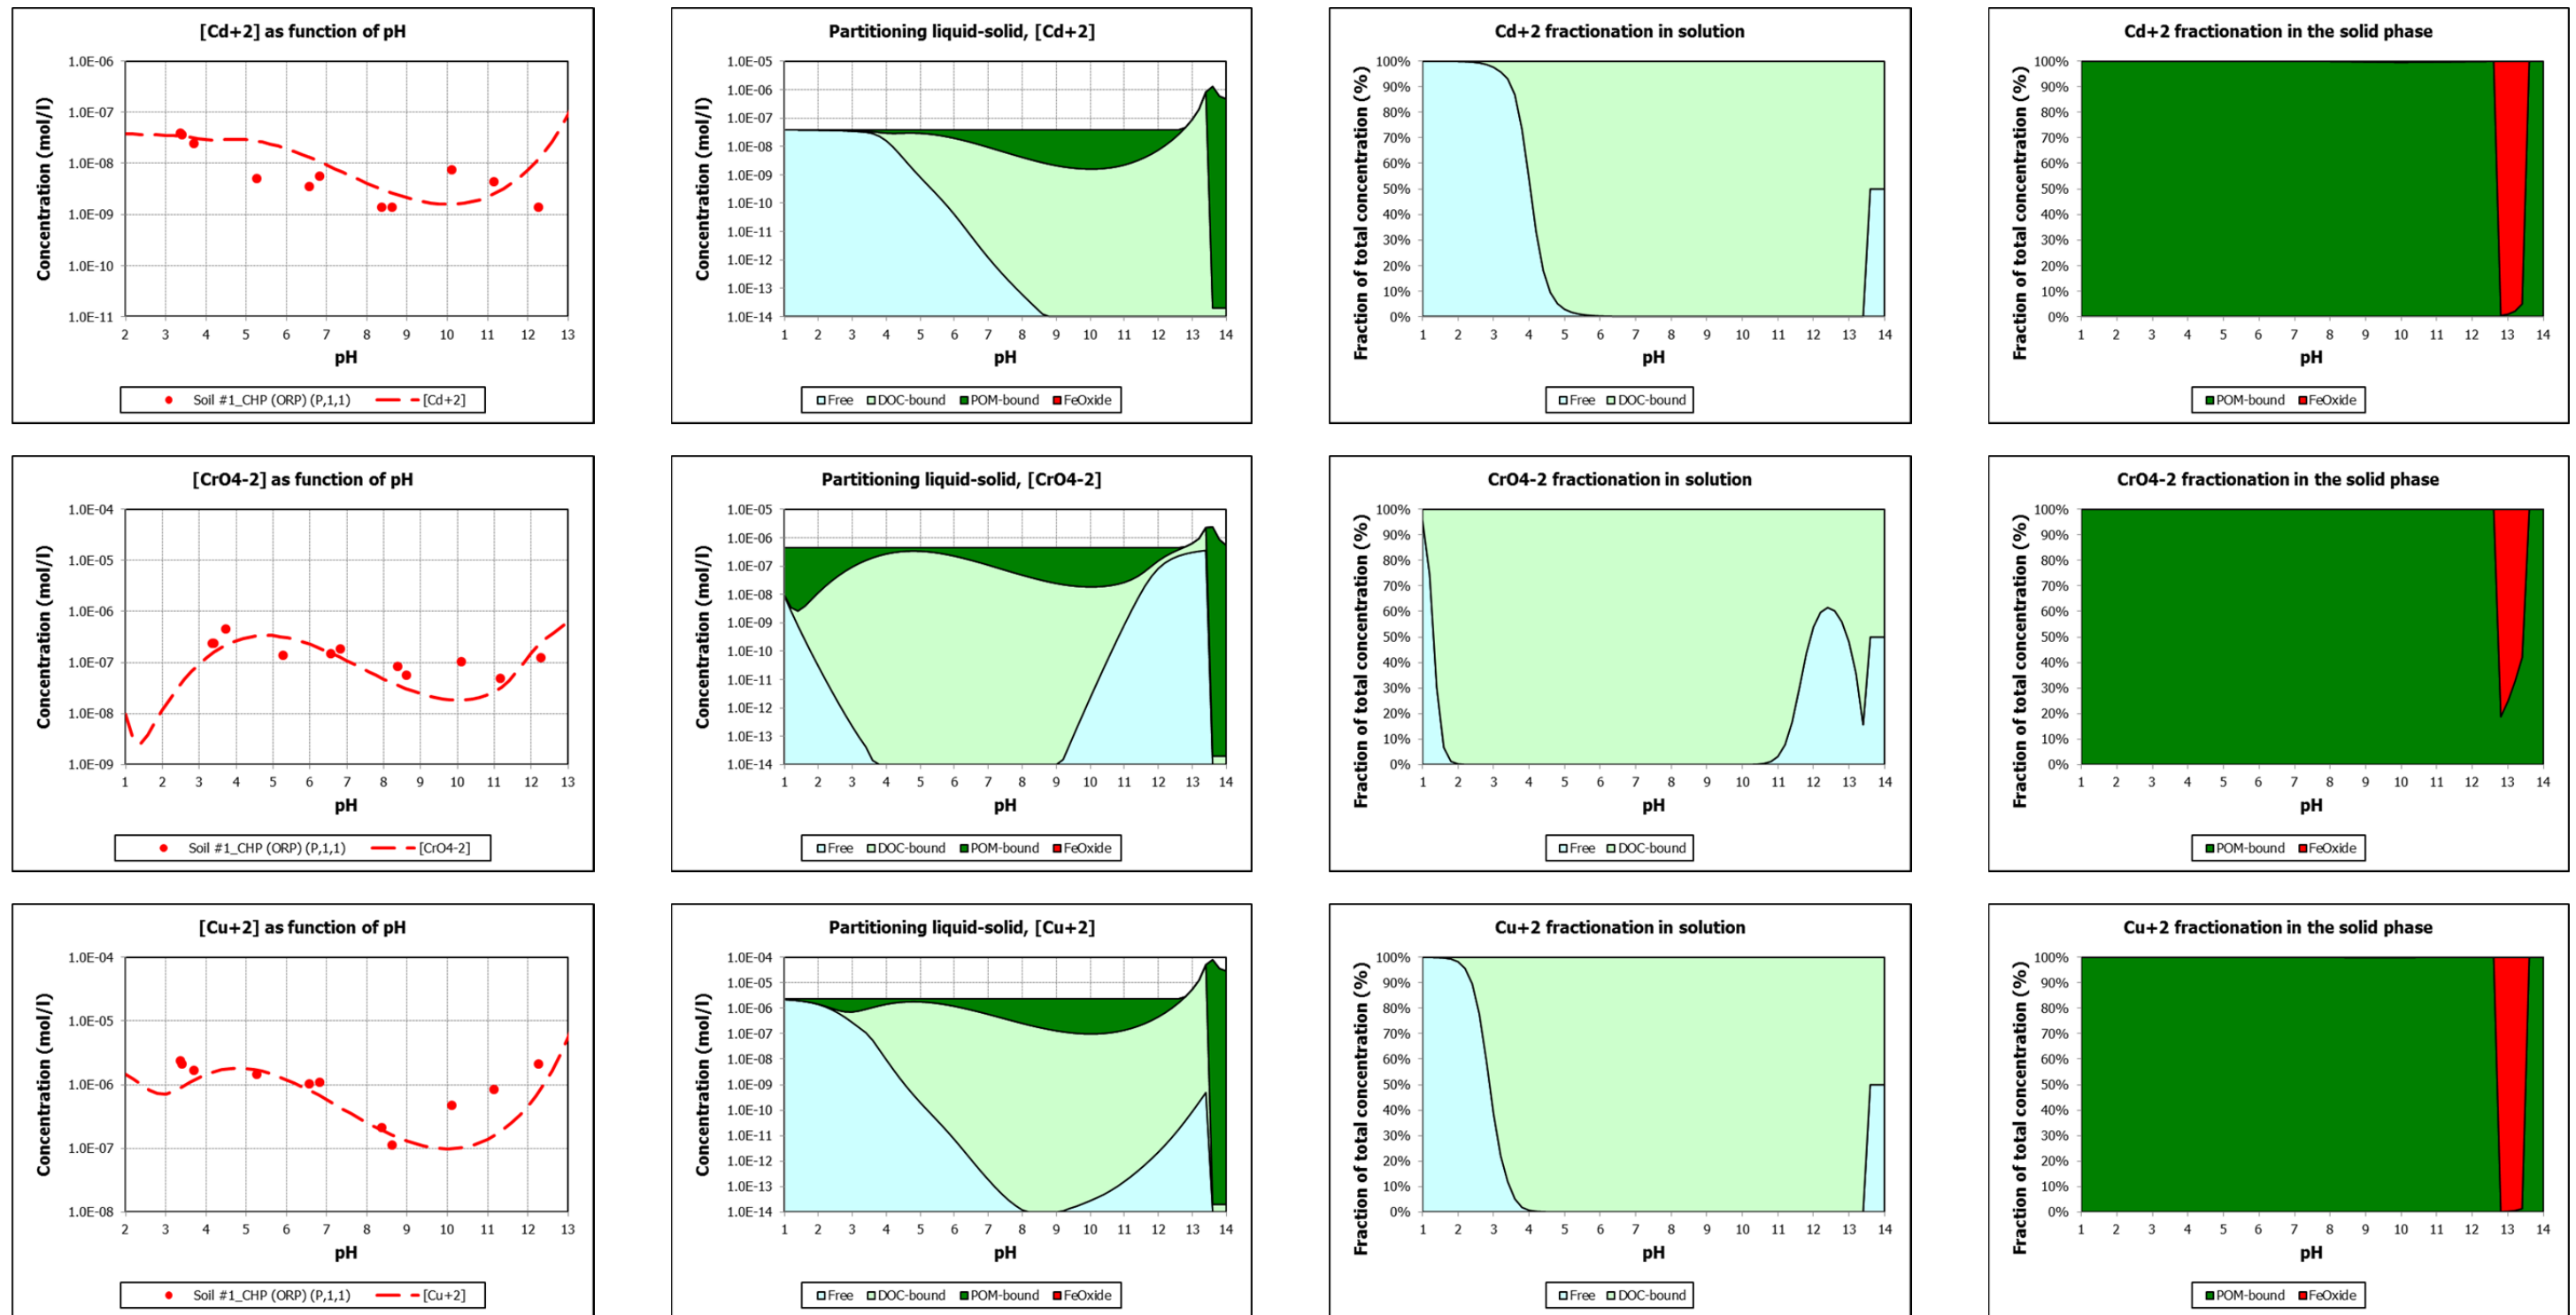 [Cd+2] as function of pH
Concentration (mol/l)
1.0E-06
1.0E-07
1.0E-08
1.0E-09
1.0E-10
1.0E-11
2 3 4 5 6 7 8 9 10 11 12 13
pH
Soil #1_CHP (ORP) (P,1,1) [Cd+2]
Partitioning liquid-solid, [Cd+2]
Concentration (mol/l)
1.0E-05
1.0E-06
1.0E-07
1.0E-08
1.0E-09
1.0E-10
1.0E-11
1.0E-12
1.0E-13
1.0E-14
1 2 3 4 5 6 7 8 9 10 11 12 13 14
pH
Free DOC-bound POM-bound FeOxide
Cd+2 fractionation in solution
Fraction of total concentration (%)
100%
90%
80%
70%
60%
50%
40%
30%
20%
10%
0%
1 2 3 4 5 6 7 8 9 10 11 12 13 14
pH
Free DOC-bound
Cd+2 fractionation in the solid phase
Fraction of total concentration (%)
100%
90%
80%
70%
60%
50%
40%
30%
20%
10%
0%
1 2 3 4 5 6 7 8 9 10 11 12 13 14
pH
POM-bound FeOxide
[CrO4-2] as function of pH
Concentration (mol/l)
1.0E-04
1.0E-05
1.0E-06
1.0E-07
1.0E-08
1.0E-09
1 2 3 4 5 6 7 8 9 10 11 12 13
pH
Soil #1_CHP (ORP) (P,1,1) [CrO4-2]
Partitioning liquid-solid, [CrO4-2]
Concentration (mol/l)
1.0E-05
1.0E-06
1.0E-07
1.0E-08
1.0E-09
1.0E-10
1.0E-11
1.0E-12
1.0E-13
1.0E-14
1 2 3 4 5 6 7 8 9 10 11 12 13 14
pH
Free DOC-bound POM-bound FeOxide
CrO4-2 fractionation in solution
Fraction of total concentration (%)
100%
90%
80%
70%
60%
50%
40%
30%
20%
10%
0%
1 2 3 4 5 6 7 8 9 10 11 12 13 14
pH
Free DOC-bound
CrO4-2 fractionation in the solid phase
Fraction of total concentration (%)
100%
90%
80%
70%
60%
50%
40%
30%
20%
10%
0%
1 2 3 4 5 6 7 8 9 10 11 12 13 14
pH
POM-bound FeOxide
[Cu+2] as function of pH
Concentration (mol/l)
1.0E-04
1.0E-05
1.0E-06
1.0E-07
1.0E-08
2 3 4 5 6 7 8 9 10 11 12 13
pH
Soil #1_CHP (ORP) (P,1,1) [Cu+2]
Partitioning liquid-solid, [Cu+2]
Concentration (mol/l)
1.0E-04
1.0E-05
1.0E-06
1.0E-07
1.0E-08
1.0E-09
1.0E-10
1.0E-11
1.0E-12
1.0E-13
1.0E-14
1 2 3 4 5 6 7 8 9 10 11 12 13 14
pH
Free DOC-bound POM-bound FeOxide
Cu+2 fractionation in solution
Fraction of total concentration (%)
100%
90%
80%
70%
60%
50%
40%
30%
20%
10%
0%
1 2 3 4 5 6 7 8 9 10 11 12 13 14
pH
Free DOC-bound
Cu+2 fractionation in the solid phase
Fraction of total concentration (%)
100%
90%
80%
70%
60%
50%
40%
30%
20%
10%
0%
1 2 3 4 5 6 7 8 9 10 11 12 13 14
pH
POM-bound FeOxide